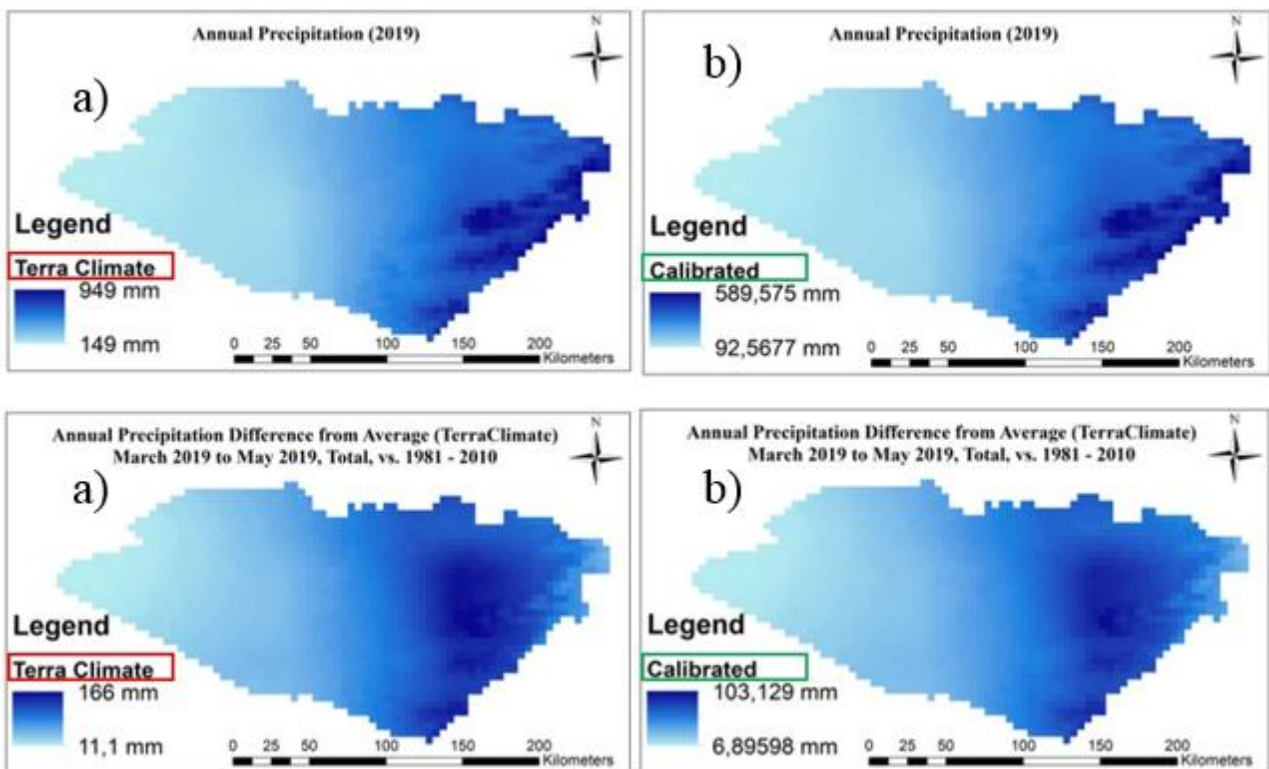 Annual Precipitation (2019)
N
a)
Legend
Terra Climate
949 mm
149 mm
0 25 50 100 150 200
Kilometers
Annual Precipitation (2019)
N
b)
Legend
Calibrated
589,575 mm
92,5677 mm
0 25 50 100 150 200
Kilometers
Annual Precipitation Difference from Average (TerraClimate)
March 2019 to May 2019, Total, vs. 1981 - 2010
N
a)
Legend
Terra Climate
166 mm
11,1 mm
0 25 50 100 150 200
Kilometers
Annual Precipitation Difference from Average (TerraClimate)
March 2019 to May 2019, Total, vs. 1981 - 2010
N
b)
Legend
Calibrated
103,129 mm
6,89598 mm
0 25 50 100 150 200
Kilometers